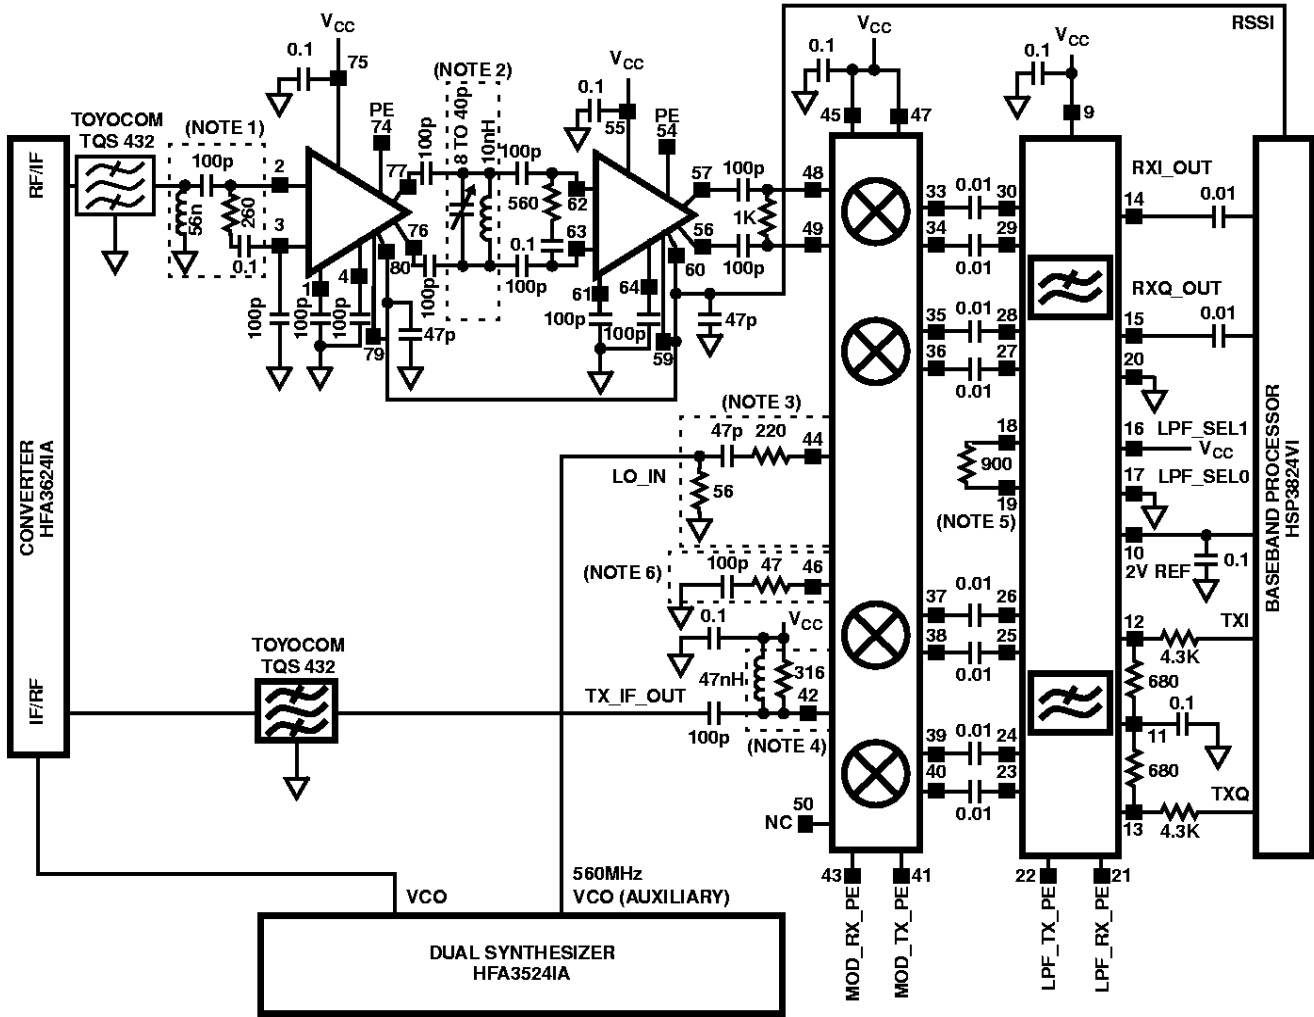 VCC
0.1
75
(NOTE 2)
VCC
0.1
55
0.1
VCC
45
47
0.1
VCC
9
RSSI
TOYOCOM
TQS 432
(NOTE 1)
100p
56n
260
0.1
2
3
PE
74
77
76
80
79
1
4
100p
100p
100p
47p
100p
100p
8 TO 40p
10nH
100p
560
0.1
100p
62
63
PE
54
57
56
60
59
61
64
100p
100p
47p
100p
1K
100p
48
49
RF/IF
CONVERTER
HFA3624IA
IF/RF
33
0.01
30
34
0.01
29
35
0.01
28
36
0.01
27
RXI_OUT
14
0.01
RXQ_OUT
15
0.01
20
16
LPF_SEL1
VCC
17
LPF_SEL0
10
2V REF
0.1
18
900
19
(NOTE 5)
(NOTE 3)
47p
220
44
LO_IN
56
(NOTE 6)
100p
47
46
0.1
VCC
47nH
316
42
TX_IF_OUT
100p
(NOTE 4)
TOYOCOM
TQS 432
37
0.01
26
38
0.01
25
39
0.01
24
40
0.01
23
12
TXI
4.3K
680
11
0.1
680
13
TXQ
4.3K
BASEBAND PROCESSOR
HSP3824VI
50
NC
43
41
MOD_RX_PE
MOD_TX_PE
22
21
LPF_TX_PE
LPF_RX_PE
VCO
560MHz
VCO (AUXILIARY)
DUAL SYNTHESIZER
HFA3524IA